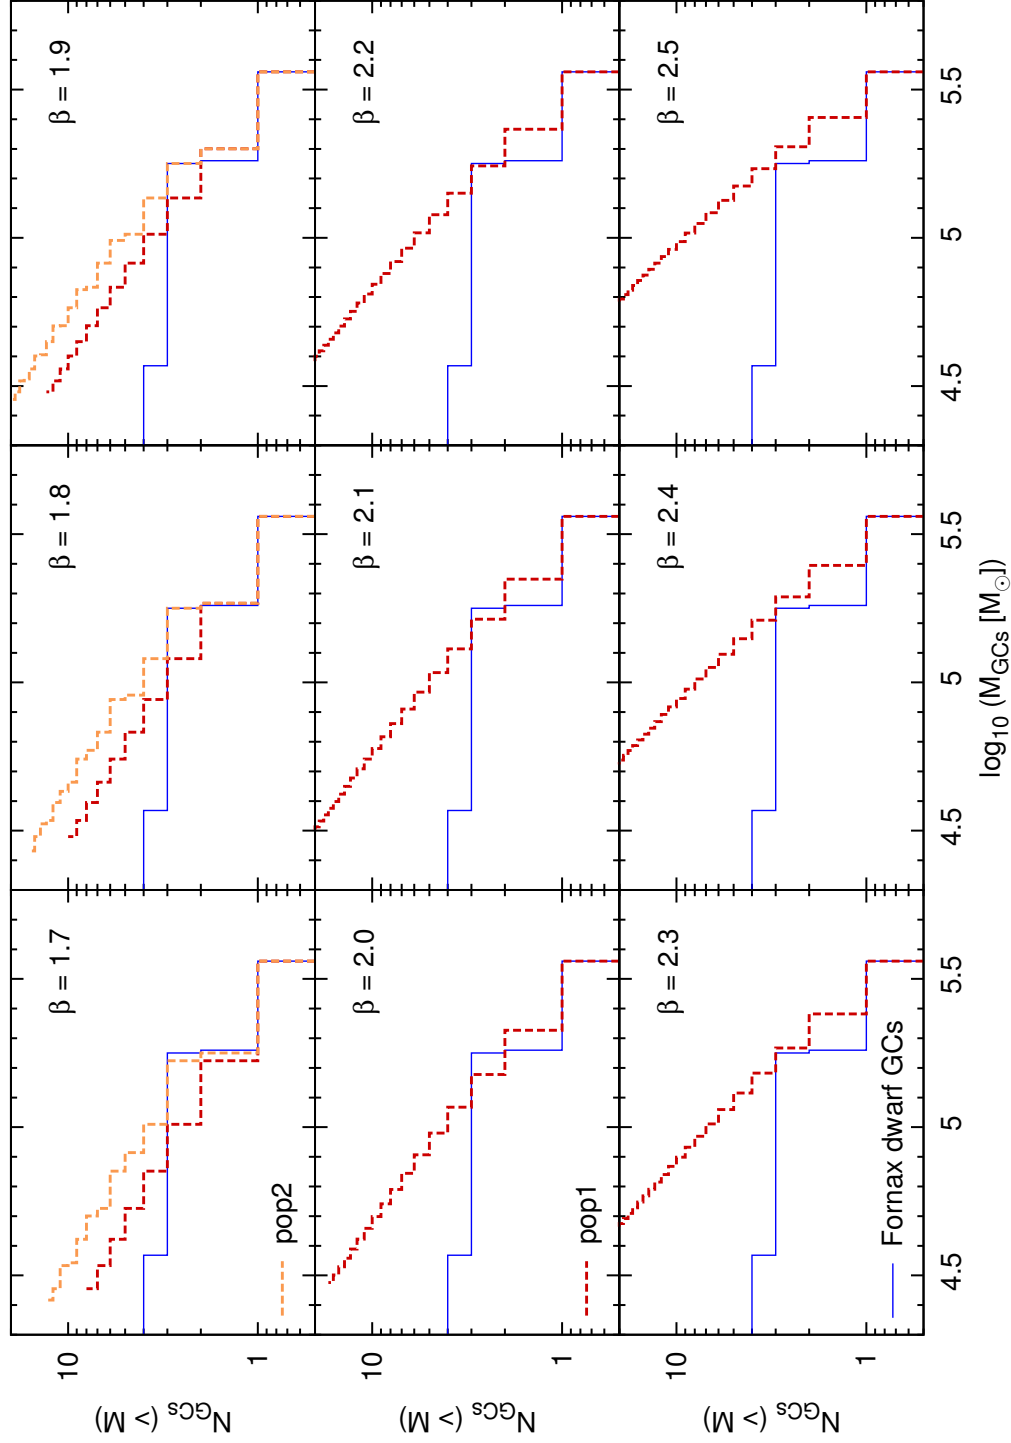 N_GCs (> M)
10
1
β = 1.7
pop2
β = 1.8
β = 1.9
N_GCs (> M)
10
1
β = 2.0
pop1
β = 2.1
β = 2.2
10
1
β = 2.3
Fornax dwarf GCs
β = 2.4
β = 2.5
4.5 5 5.5 4.5 5 5.5 4.5 5 5.5
log₁₀ (M_GCs [M_☉])